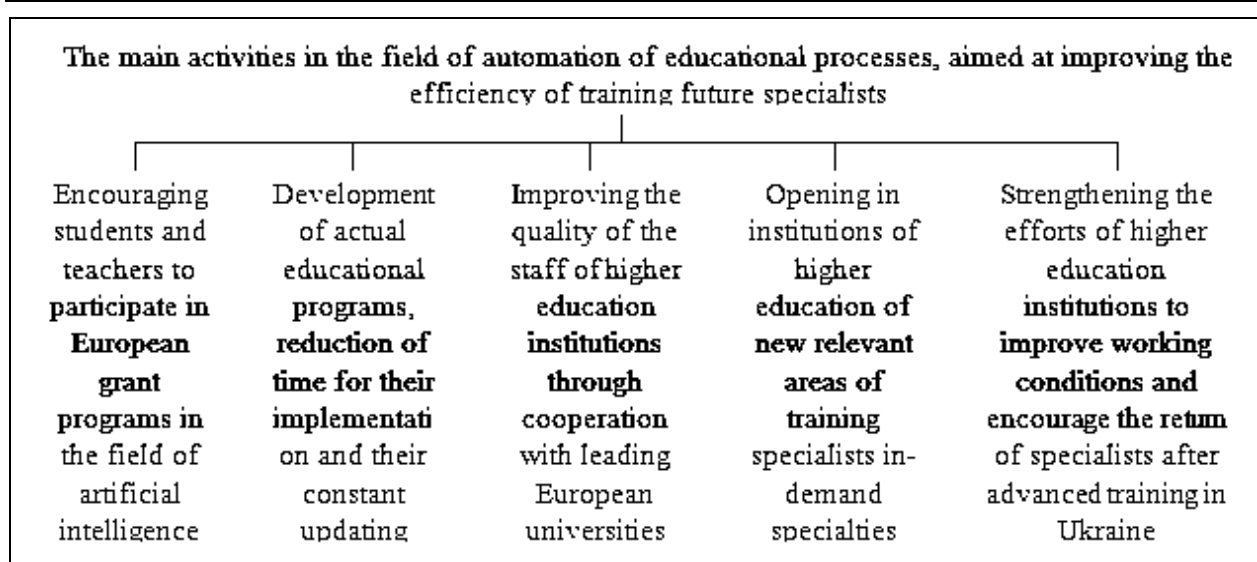 The main activities in the field of automation of educational processes, aimed at improving the
efficiency of training future specialists
Encouraging
students and
teachers to
participate in
European
grant
programs in
the field of
artificial
intelligence
Development
of actual
educational
programs,
reduction of
time for their
implementati
on and their
constant
updating
Improving the
quality of the
staff of higher
education
institutions
through
cooperation
with leading
European
universities
Opening in
institutions of
higher
education of
new relevant
areas of
training
specialists in-
demand
specialties
Strengthening the
efforts of higher
education
institutions to
improve working
conditions and
encourage the return
of specialists after
advanced training in
Ukraine